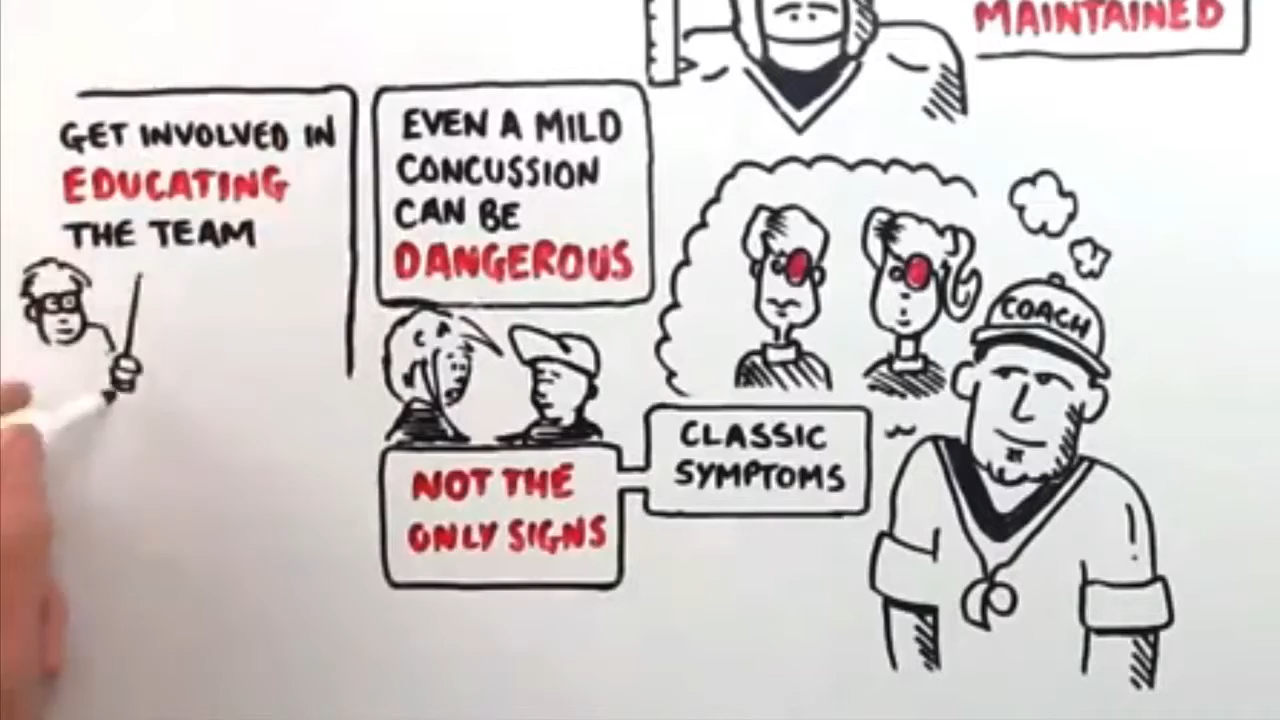 MAINTAINED
GET INVOLVED IN
EDUCATING
THE TEAM
EVEN A MILD
CONCUSSION
CAN BE
DANGEROUS
COACH
CLASSIC
SYMPTOMS
NOT THE
ONLY SIGNS